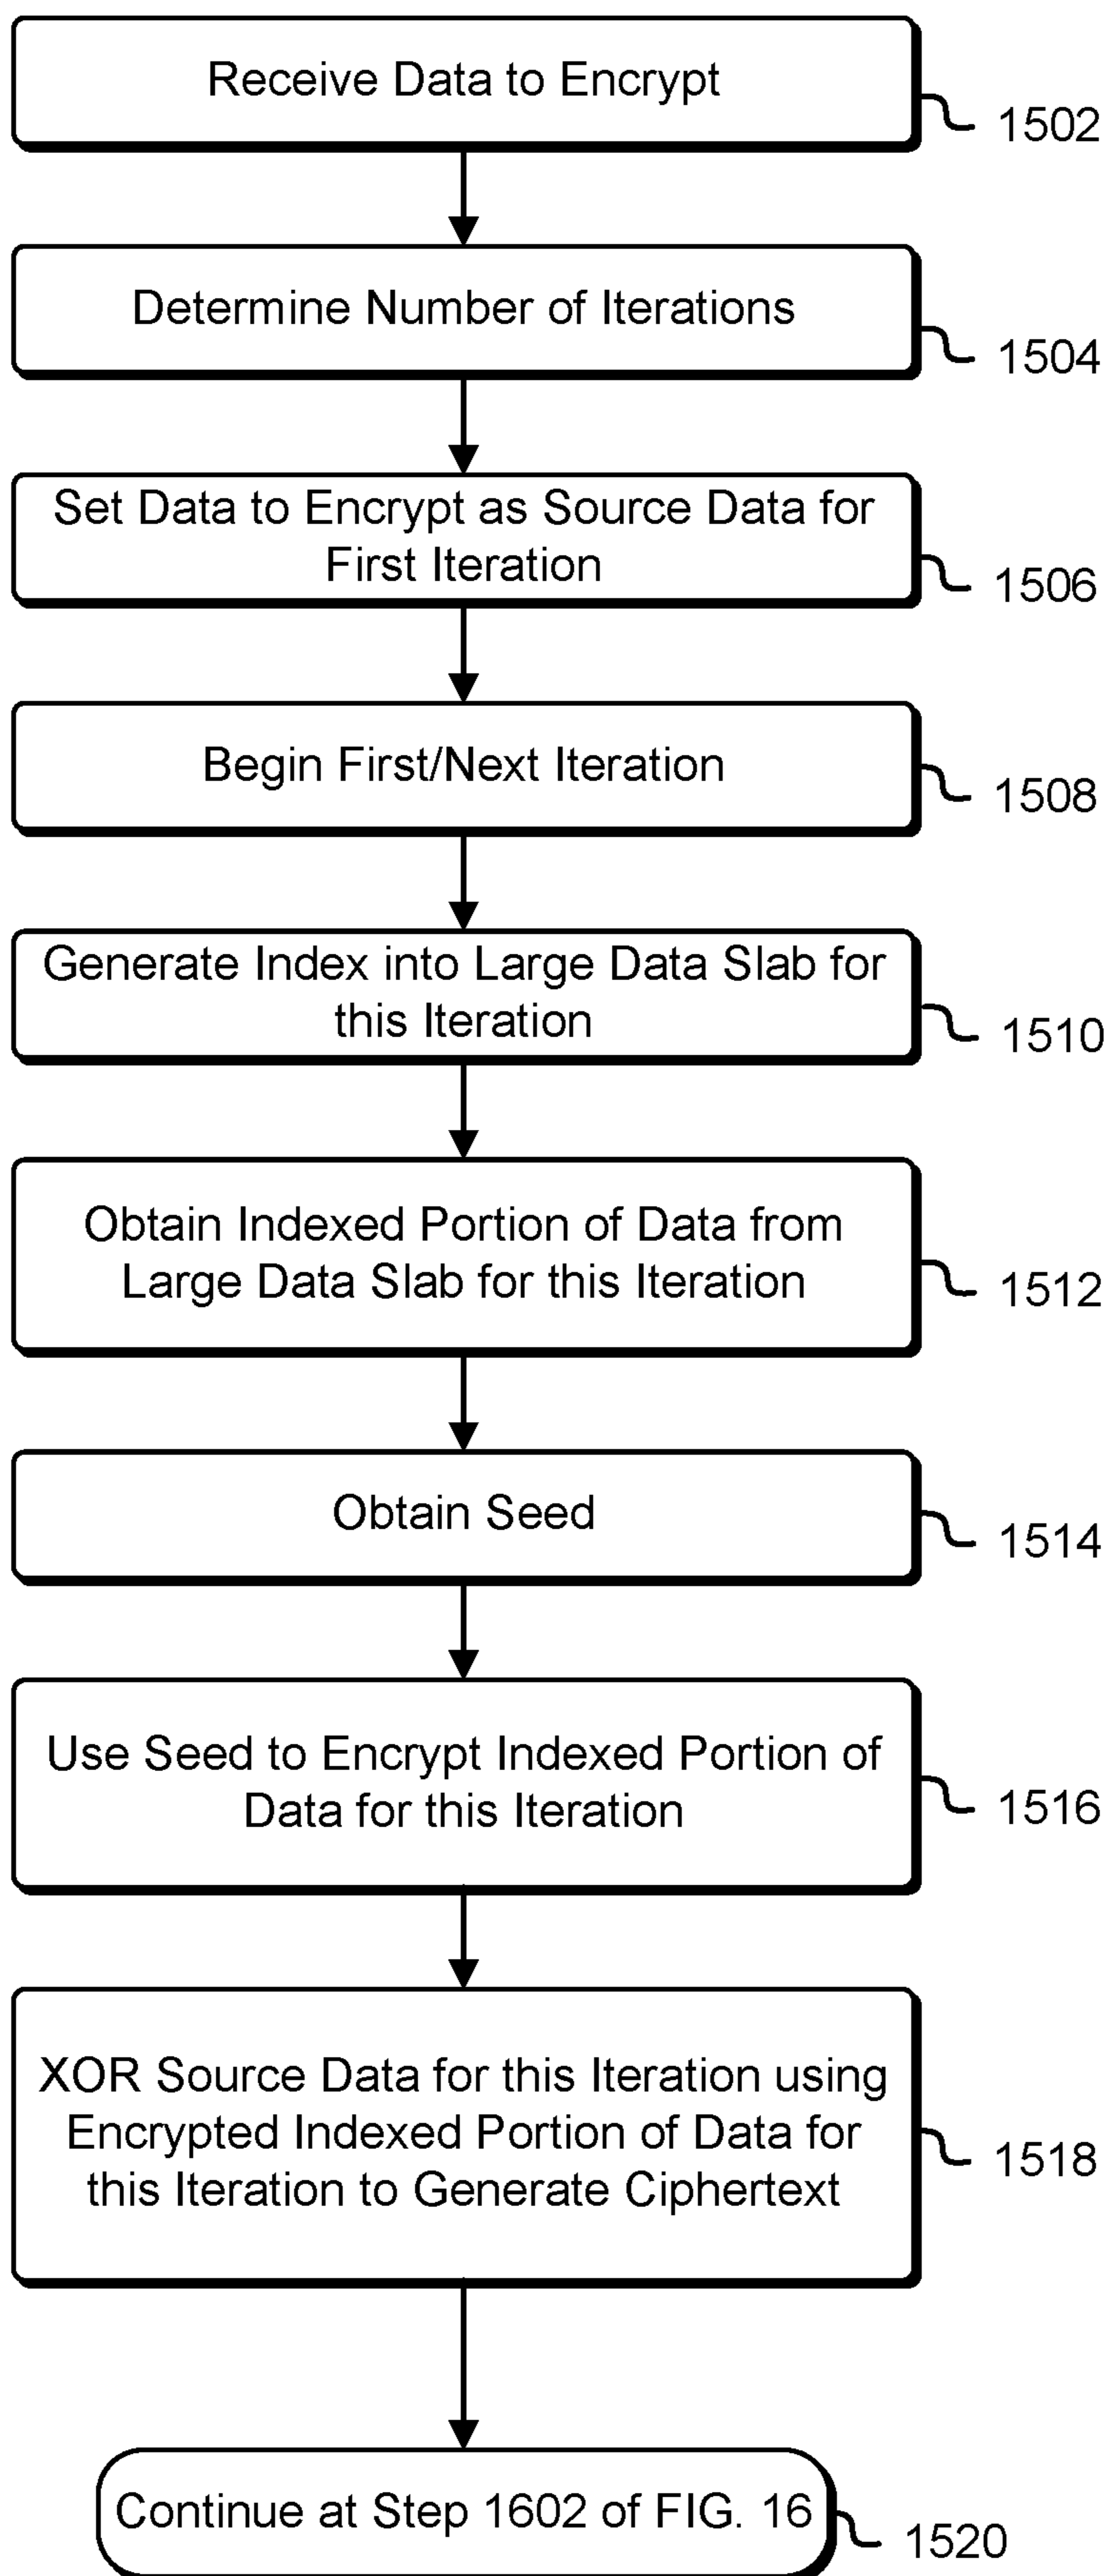 Receive Data to Encrypt
1502
Determine Number of Iterations
1504
Set Data to Encrypt as Source Data for
First Iteration
1506
Begin First/Next Iteration
1508
Generate Index into Large Data Slab for
this Iteration
1510
Obtain Indexed Portion of Data from
Large Data Slab for this Iteration
1512
Obtain Seed
1514
Use Seed to Encrypt Indexed Portion of
Data for this Iteration
1516
XOR Source Data for this Iteration using
Encrypted Indexed Portion of Data for
this Iteration to Generate Ciphertext
1518
Continue at Step 1602 of FIG. 16
1520